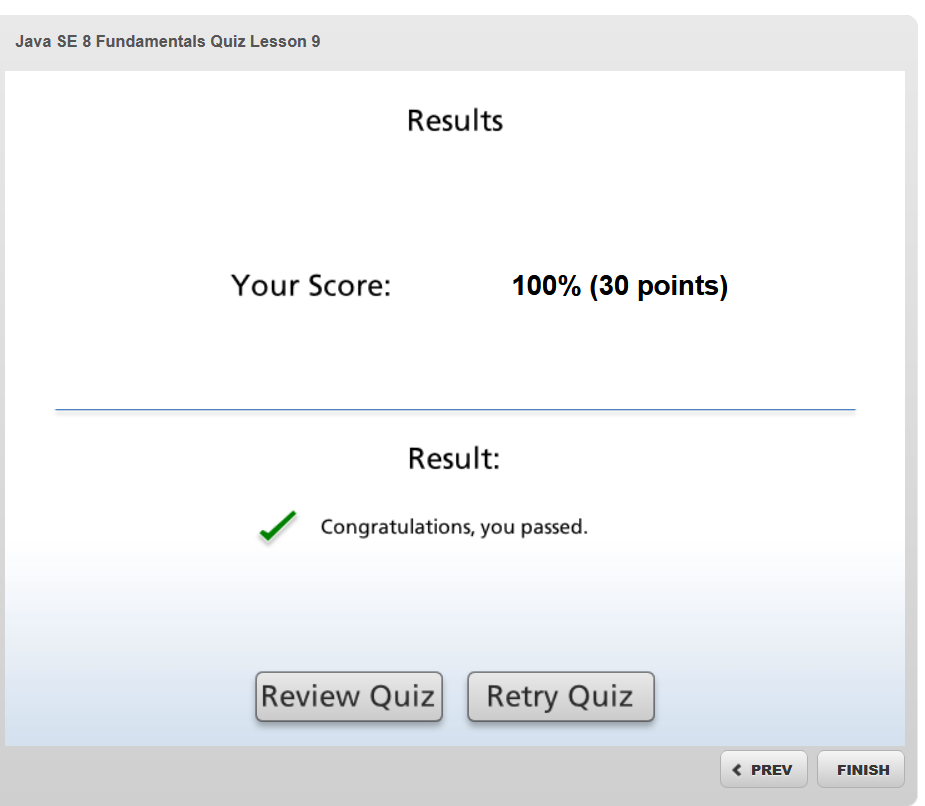 Java SE 8 Fundamentals Quiz Lesson 9
Results
Your Score: 100% (30 points)
Result:
Congratulations, you passed.
Review Quiz Retry Quiz
PREV FINISH